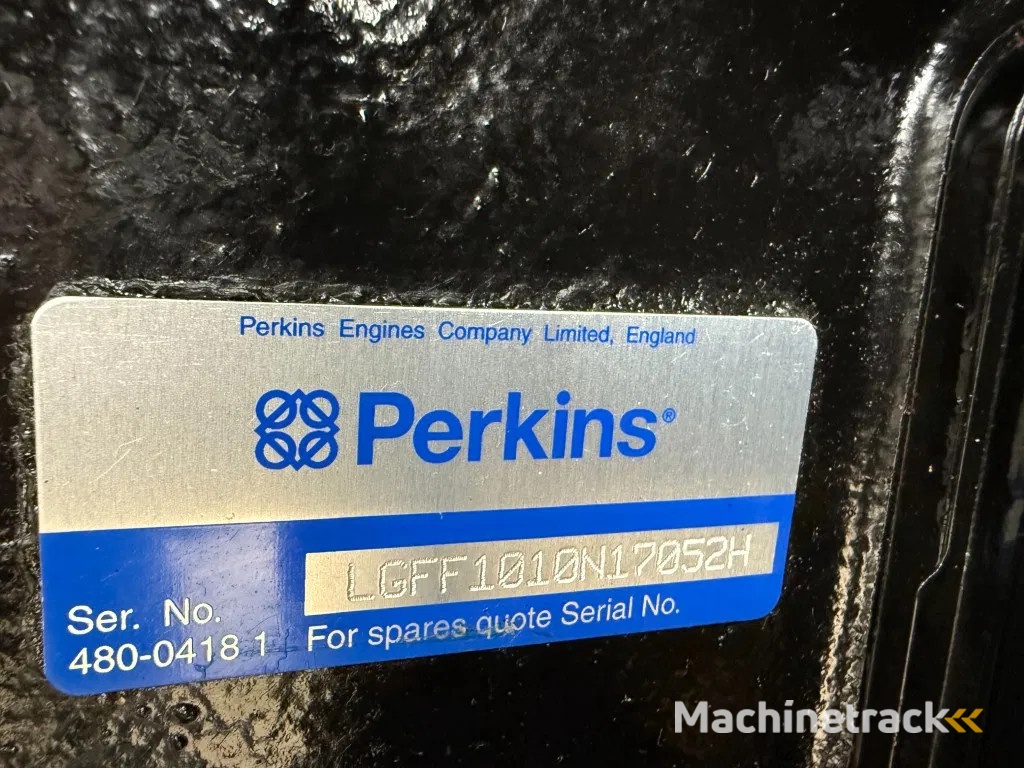 Perkins Engines Company Limited, England
Perkins®
LGFF1010N17052H
Ser. No.
480-0418 1
For spares quote Serial No.
Machinetrack